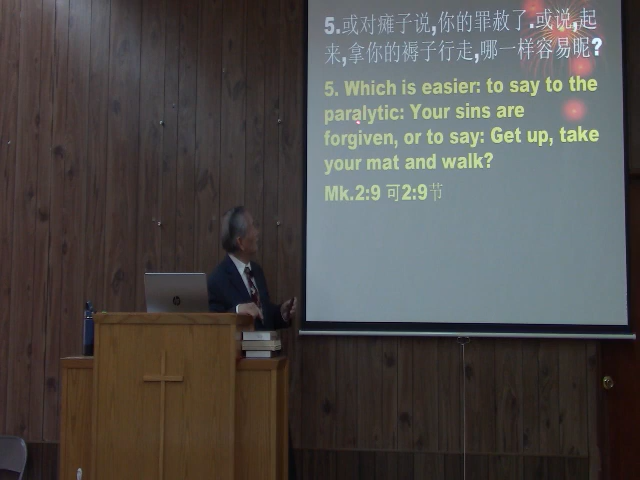 5.或对瘫子说,你的罪赦了.或说,起
来,拿你的褥子行走,哪一样容易呢?
5. Which is easier: to say to the
paralytic: Your sins are
forgiven, or to say: Get up, take
your mat and walk?
Mk.2:9 可2:9节
hp